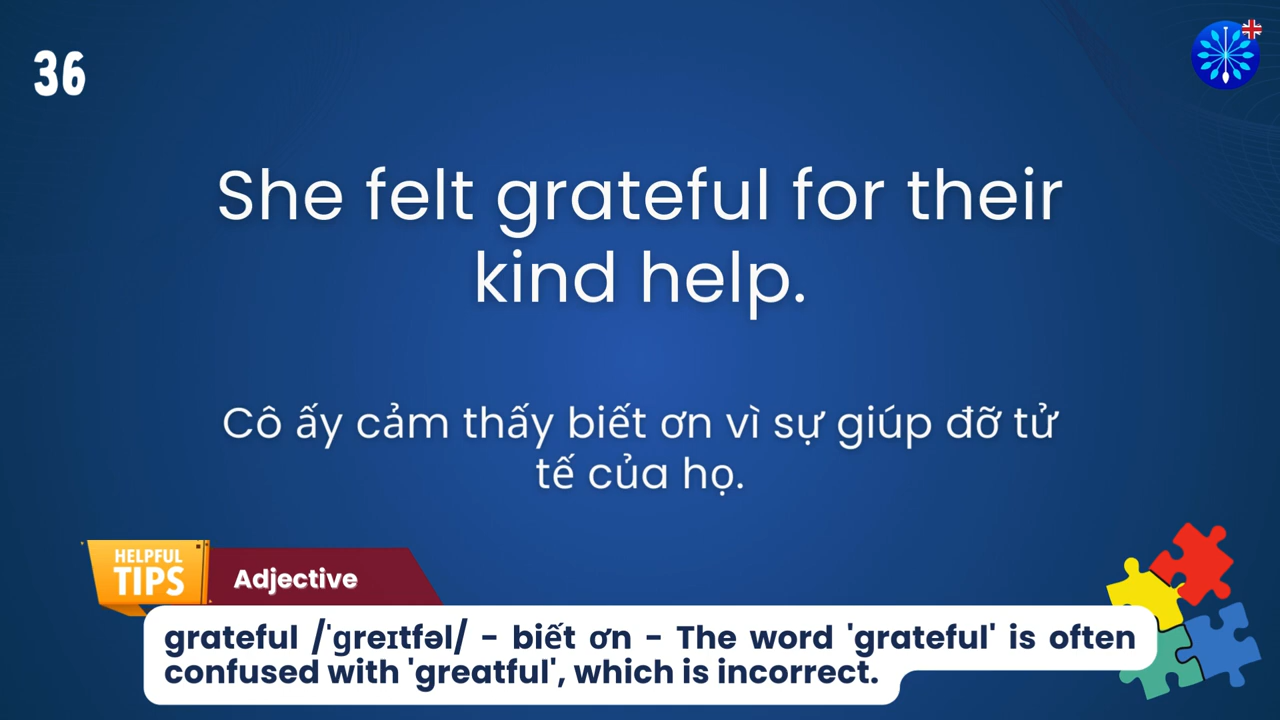 36
She felt grateful for their
kind help.
Cô ấy cảm thấy biết ơn vì sự giúp đỡ tử
tế của họ.
HELPFUL
TIPS
Adjective
grateful /ˈɡreɪtfəl/ - biết ơn - The word 'grateful' is often
confused with 'greatful', which is incorrect.